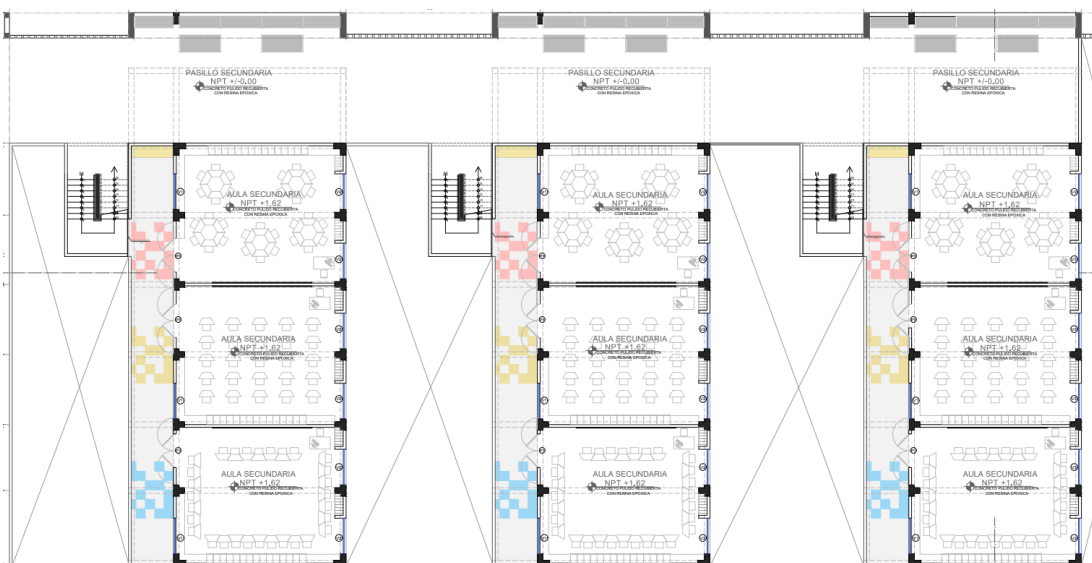 PASILLO SECUNDARIA
NPT +/-0.00
CONCRETO PULIDO RECUBIERTA
CON RESINA EPOXICA
PASILLO SECUNDARIA
NPT +/-0.00
CONCRETO PULIDO RECUBIERTA
CON RESINA EPOXICA
PASILLO SECUNDARIA
NPT +/-0.00
CONCRETO PULIDO RECUBIERTA
CON RESINA EPOXICA
AULA SECUNDARIA
NPT +1.62
CONCRETO PULIDO RECUBIERTA
CON RESINA EPOXICA
AULA SECUNDARIA
NPT +1.62
CONCRETO PULIDO RECUBIERTA
CON RESINA EPOXICA
AULA SECUNDARIA
NPT +1.62
CONCRETO PULIDO RECUBIERTA
CON RESINA EPOXICA
AULA SECUNDARIA
NPT +1.62
CONCRETO PULIDO RECUBIERTA
CON RESINA EPOXICA
AULA SECUNDARIA
NPT +1.62
CONCRETO PULIDO RECUBIERTA
CON RESINA EPOXICA
AULA SECUNDARIA
NPT +1.62
CONCRETO PULIDO RECUBIERTA
CON RESINA EPOXICA
AULA SECUNDARIA
NPT +1.62
CONCRETO PULIDO RECUBIERTA
CON RESINA EPOXICA
AULA SECUNDARIA
NPT +1.62
CONCRETO PULIDO RECUBIERTA
CON RESINA EPOXICA
AULA SECUNDARIA
NPT +1.62
CONCRETO PULIDO RECUBIERTA
CON RESINA EPOXICA